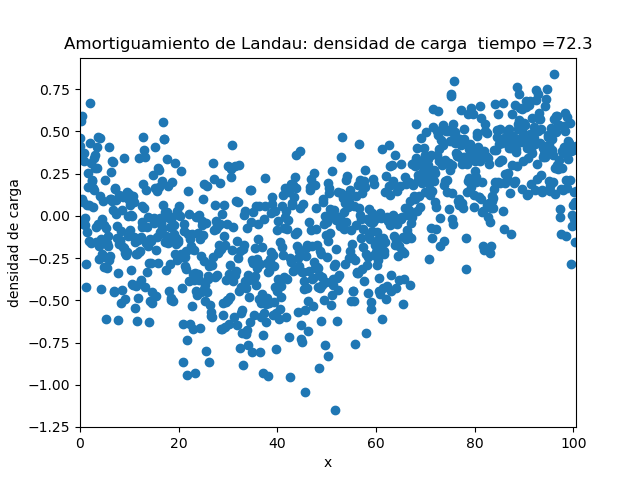 Amortiguamiento de Landau: densidad de carga  tiempo =72.3
densidad de carga
0.75
0.50
0.25
0.00
−0.25
−0.50
−0.75
−1.00
−1.25
0 20 40 60 80 100
x